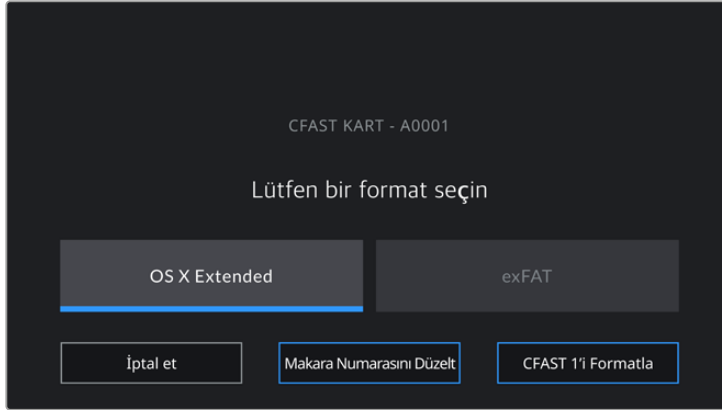 CFAST KART - A0001
Lütfen bir format seçin
OS X Extended
exFAT
İptal et
Makara Numarasını Düzelt
CFAST 1'i Formatla